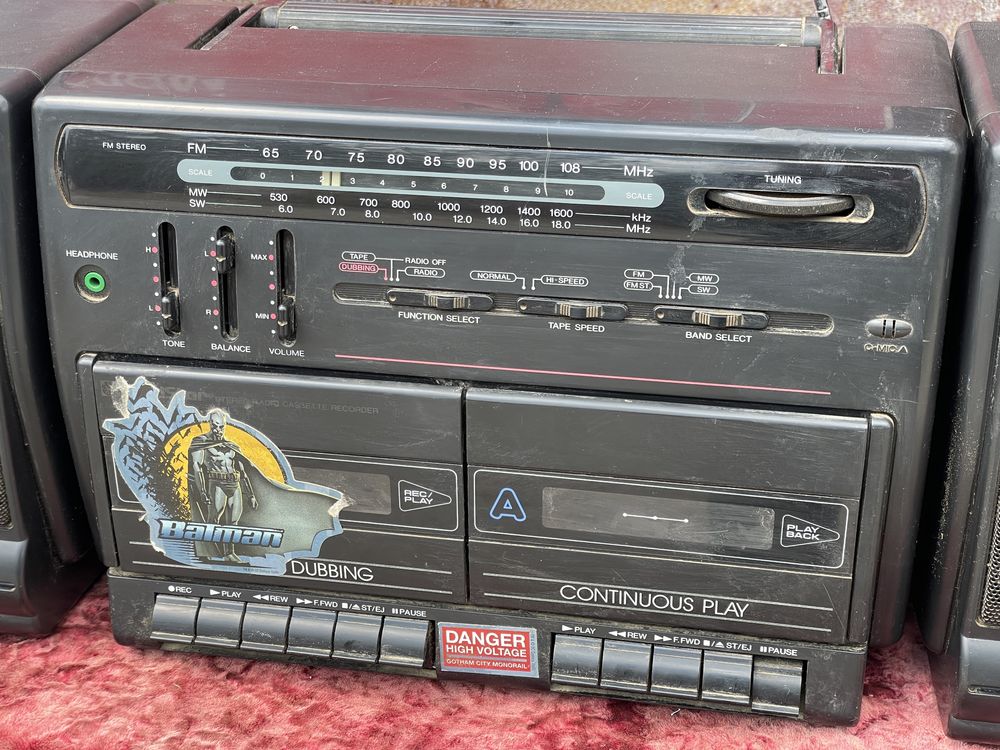 FM STEREO
FM 65 70 75 80 85 90 95 100 108 MHz
SCALE 0 1 2 3 4 5 6 7 8 9 10 SCALE
MW 530 600 700 800 1000 1200 1400 1600 kHz
SW 6.0 7.0 8.0 10.0 12.0 14.0 16.0 18.0 MHz
TUNING
HEADPHONE
H
L
TONE
L
R
BALANCE
MAX
MIN
VOLUME
TAPE
DUBBING
RADIO OFF
RADIO
FUNCTION SELECT
NORMAL
HI-SPEED
TAPE SPEED
FM
FM ST
MW
SW
BAND SELECT
STEREO RADIO CASSETTE RECORDER
REC/
PLAY
Batman
DUBBING
A
PLAY
BACK
CONTINUOUS PLAY
●REC ▶PLAY ◀◀REW ▶▶F.FWD ■/▲ST/EJ ⏸PAUSE
DANGER
HIGH VOLTAGE
GOTHAM CITY MONORAIL
▶PLAY ◀◀REW ▶▶F.FWD ■/▲ST/EJ ⏸PAUSE